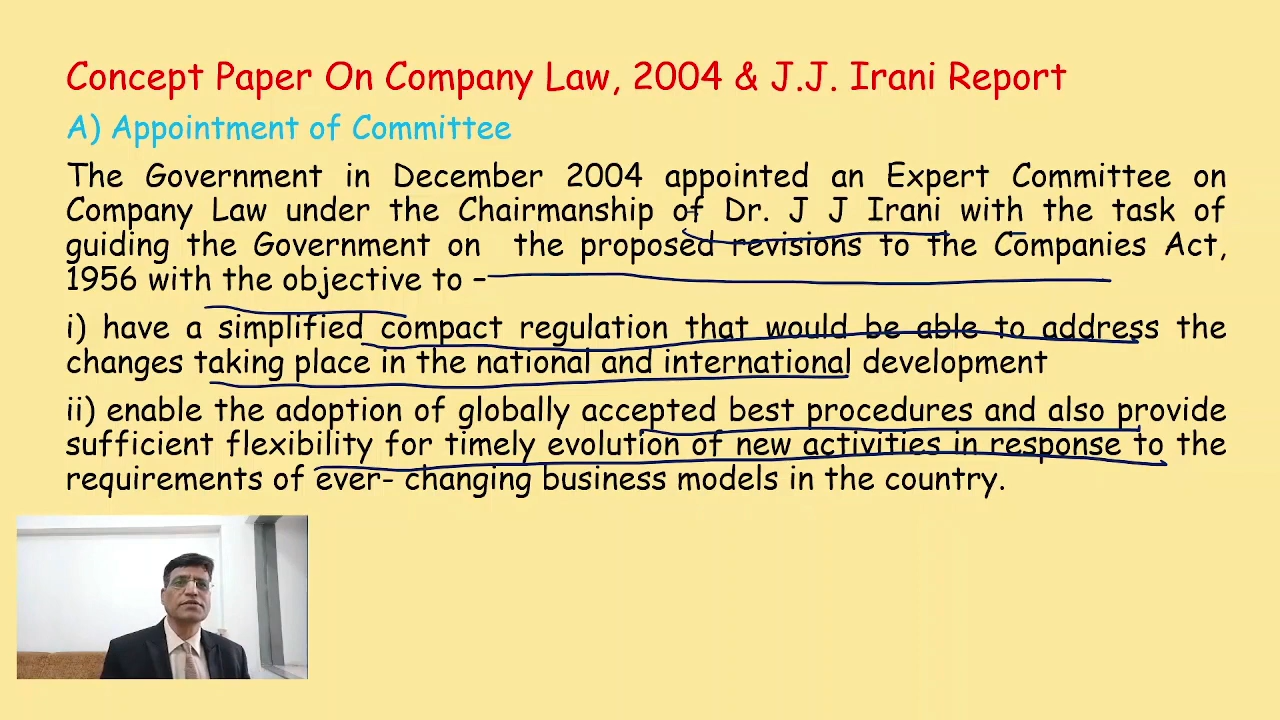 Concept Paper On Company Law, 2004 & J.J. Irani Report
A) Appointment of Committee
The Government in December 2004 appointed an Expert Committee on
Company Law under the Chairmanship of Dr. J J Irani with the task of
guiding the Government on the proposed revisions to the Companies Act,
1956 with the objective to –
i) have a simplified compact regulation that would be able to address the
changes taking place in the national and international development
ii) enable the adoption of globally accepted best procedures and also provide
sufficient flexibility for timely evolution of new activities in response to the
requirements of ever- changing business models in the country.